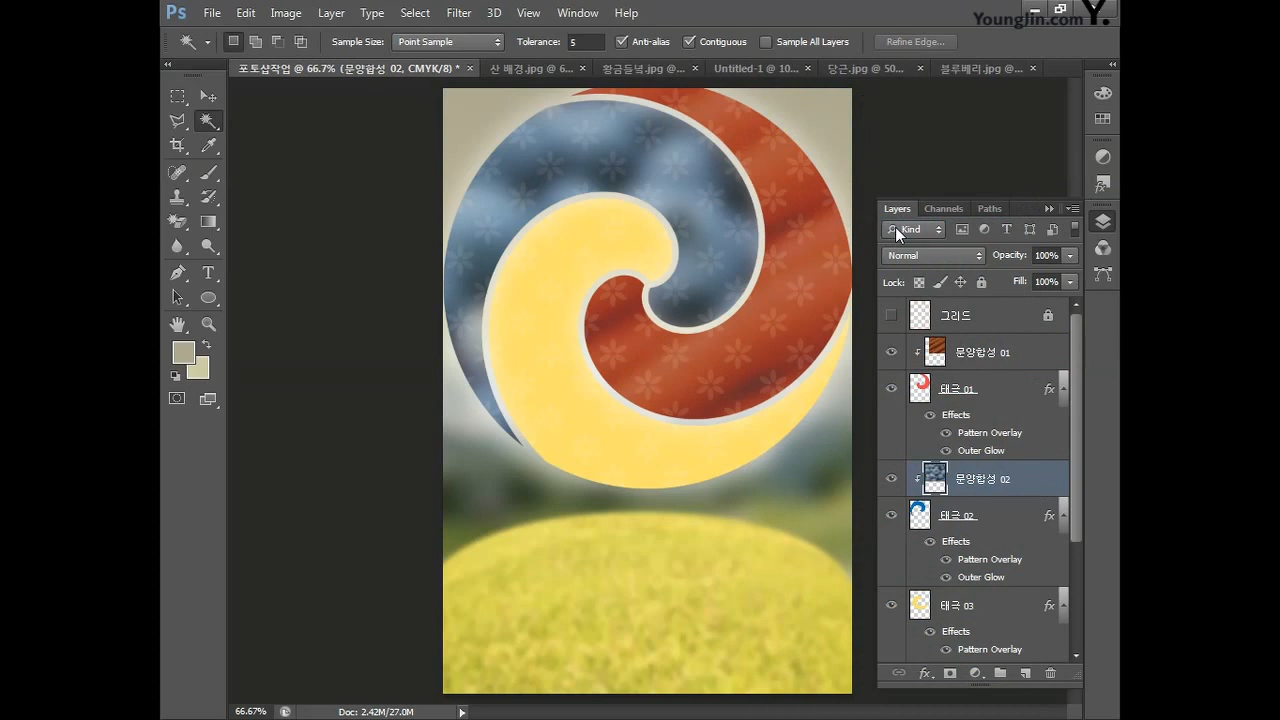 YoungJin.com Y.
Ps File Edit Image Layer Type Select Filter 3D View Window Help
Sample Size: Point Sample Tolerance: 5 Anti-alias Contiguous Sample All Layers Refine Edge...
포토샵작업 @ 66.7% (문양합성 02, CMYK/8) * × 산 배경.jpg @ 6... × 황금들녘.jpg @... × Untitled-1 @ 10... × 당근.jpg @ 50... × 블루베리.jpg @... ×
Layers Channels Paths
Kind
Normal Opacity: 100%
Lock: Fill: 100%
그리드
문양합성 01
태극 01 fx
Effects
Pattern Overlay
Outer Glow
문양합성 02
태극 02 fx
Effects
Pattern Overlay
Outer Glow
태극 03 fx
Effects
Pattern Overlay
66.67% Doc: 2.42M/27.0M